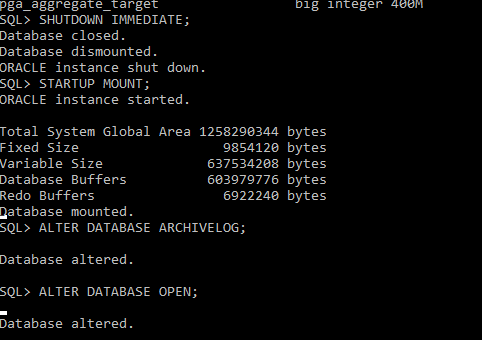 pga_aggregate_target                 big integer 400M
SQL> SHUTDOWN IMMEDIATE;
Database closed.
Database dismounted.
ORACLE instance shut down.
SQL> STARTUP MOUNT;
ORACLE instance started.

Total System Global Area 1258290344 bytes
Fixed Size                  9854120 bytes
Variable Size             637534208 bytes
Database Buffers          603979776 bytes
Redo Buffers                6922240 bytes
Database mounted.
SQL> ALTER DATABASE ARCHIVELOG;

Database altered.

SQL> ALTER DATABASE OPEN;

Database altered.